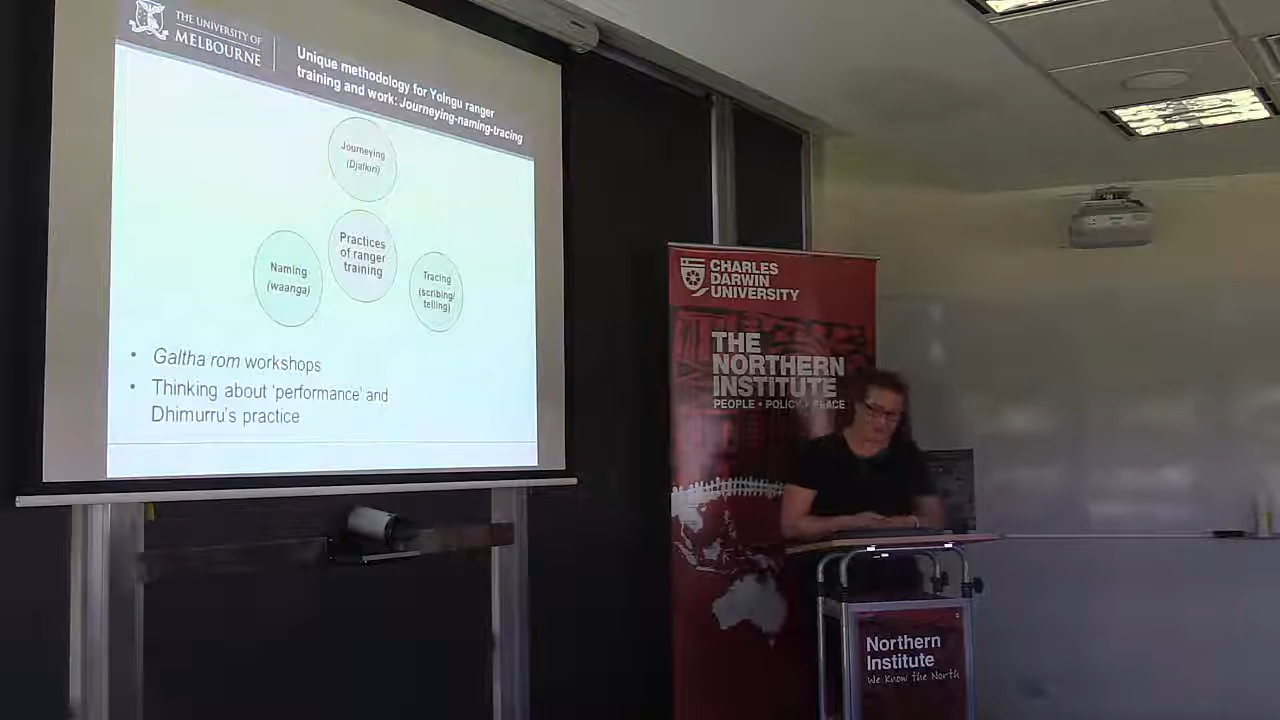 THE UNIVERSITY OF
MELBOURNE
Unique methodology for Yolngu ranger
training and work: Journeying-naming-tracing
Journeying
(Djalkiri)
Practices
of ranger
training
Naming
(waanga)
Tracing
(scribing/
telling)
• Galtha rom workshops
• Thinking about 'performance' and
Dhimurru's practice
CHARLES
DARWIN
UNIVERSITY
THE
NORTHERN
INSTITUTE
PEOPLE • POLICY • PLACE
Northern
Institute
We Know the North